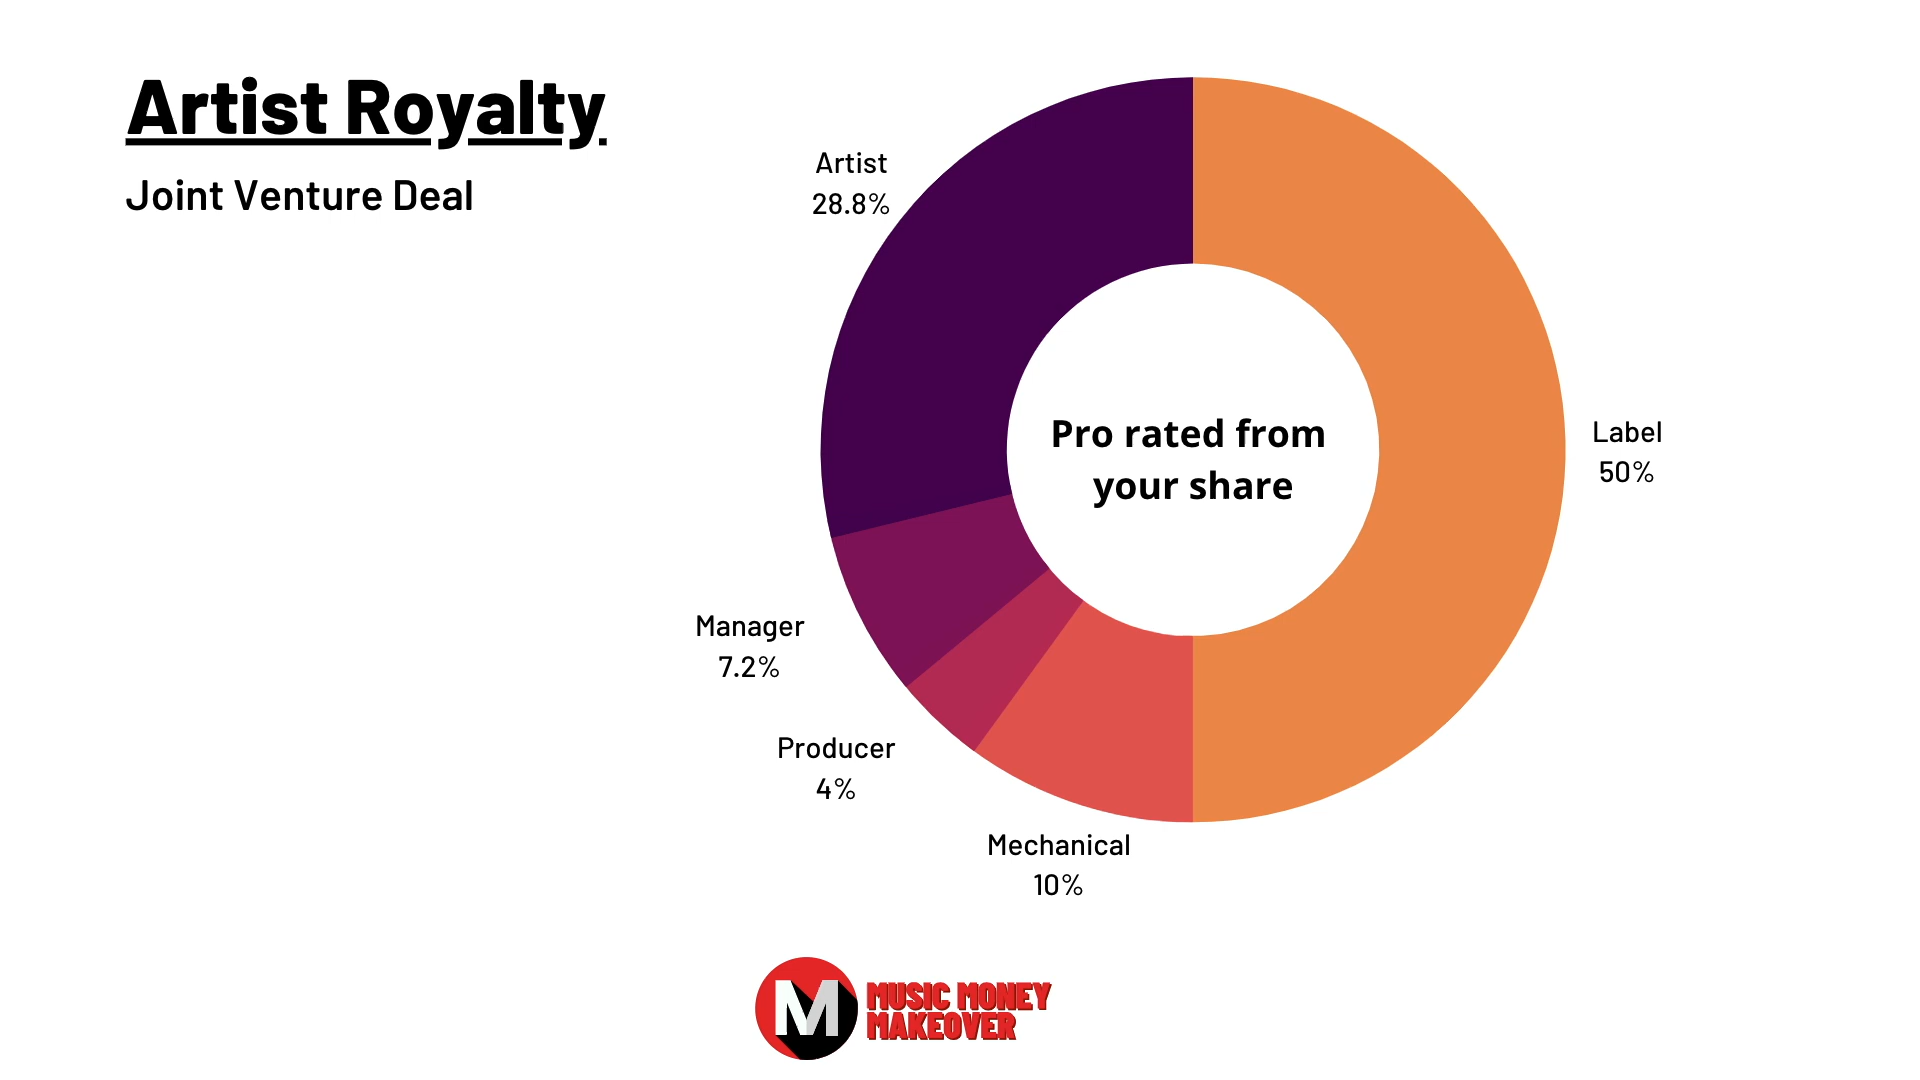 Artist Royalty
Joint Venture Deal
Artist
28.8%
Pro rated from
your share
Label
50%
Manager
7.2%
Producer
4%
Mechanical
10%
M
MUSIC MONEY
MAKEOVER